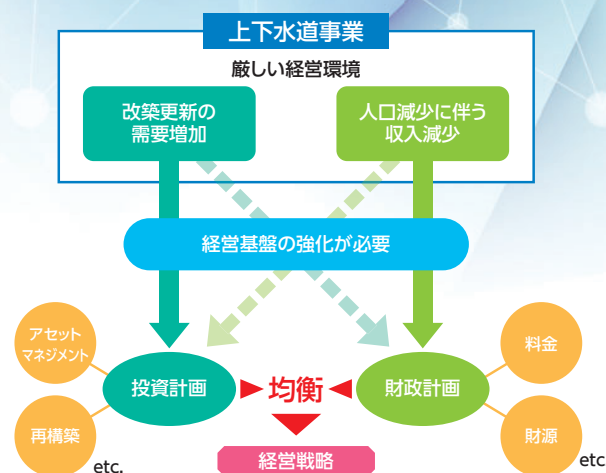 上下水道事業
厳しい経営環境
改築更新の
需要増加
人口減少に伴う
収入減少
経営基盤の強化が必要
アセット
マネジメント
再構築
etc.
投資計画
均衡
財政計画
料金
財源
etc
経営戦略